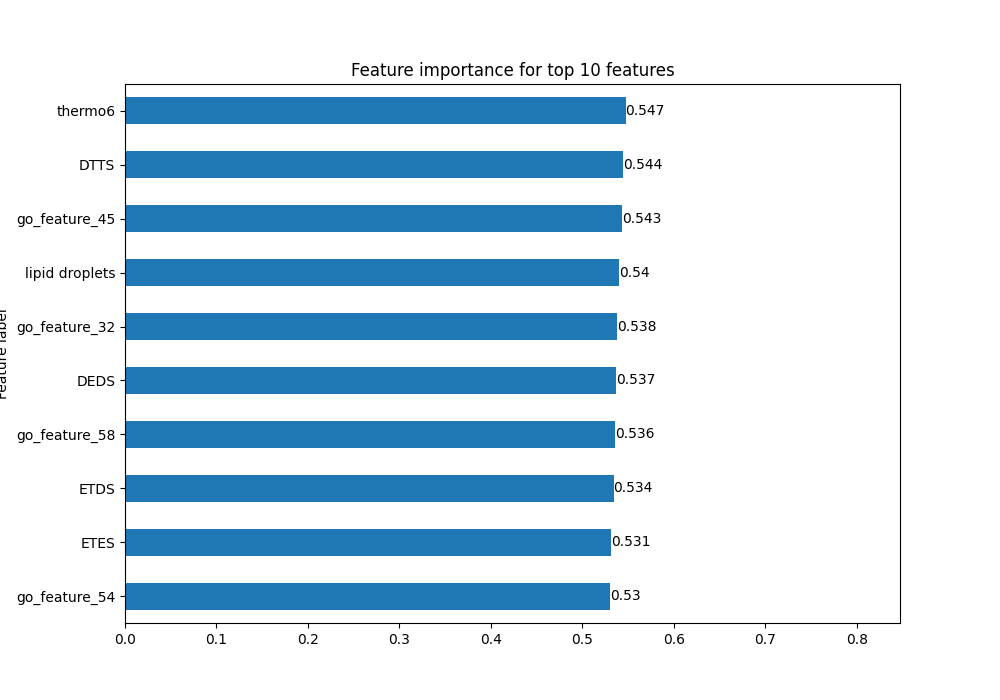 Feature importance for top 10 features
Feature label
thermo6 0.547
DTTS 0.544
go_feature_45 0.543
lipid droplets 0.54
go_feature_32 0.538
DEDS 0.537
go_feature_58 0.536
ETDS 0.534
ETES 0.531
go_feature_54 0.53
0.0 0.1 0.2 0.3 0.4 0.5 0.6 0.7 0.8